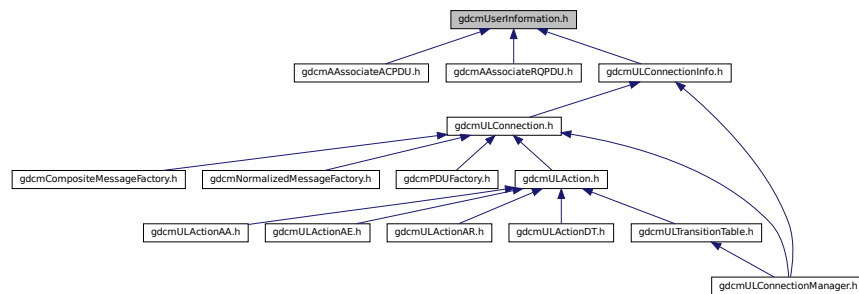 gdcmUserInformation.h
gdcmAAssociateACPDU.h
gdcmAAssociateRQPDU.h
gdcmULConnectionInfo.h
gdcmULConnection.h
gdcmCompositeMessageFactory.h
gdcmNormalizedMessageFactory.h
gdcmPDUFactory.h
gdcmULAction.h
gdcmULActionAA.h
gdcmULActionAE.h
gdcmULActionAR.h
gdcmULActionDT.h
gdcmULTransitionTable.h
gdcmULConnectionManager.h